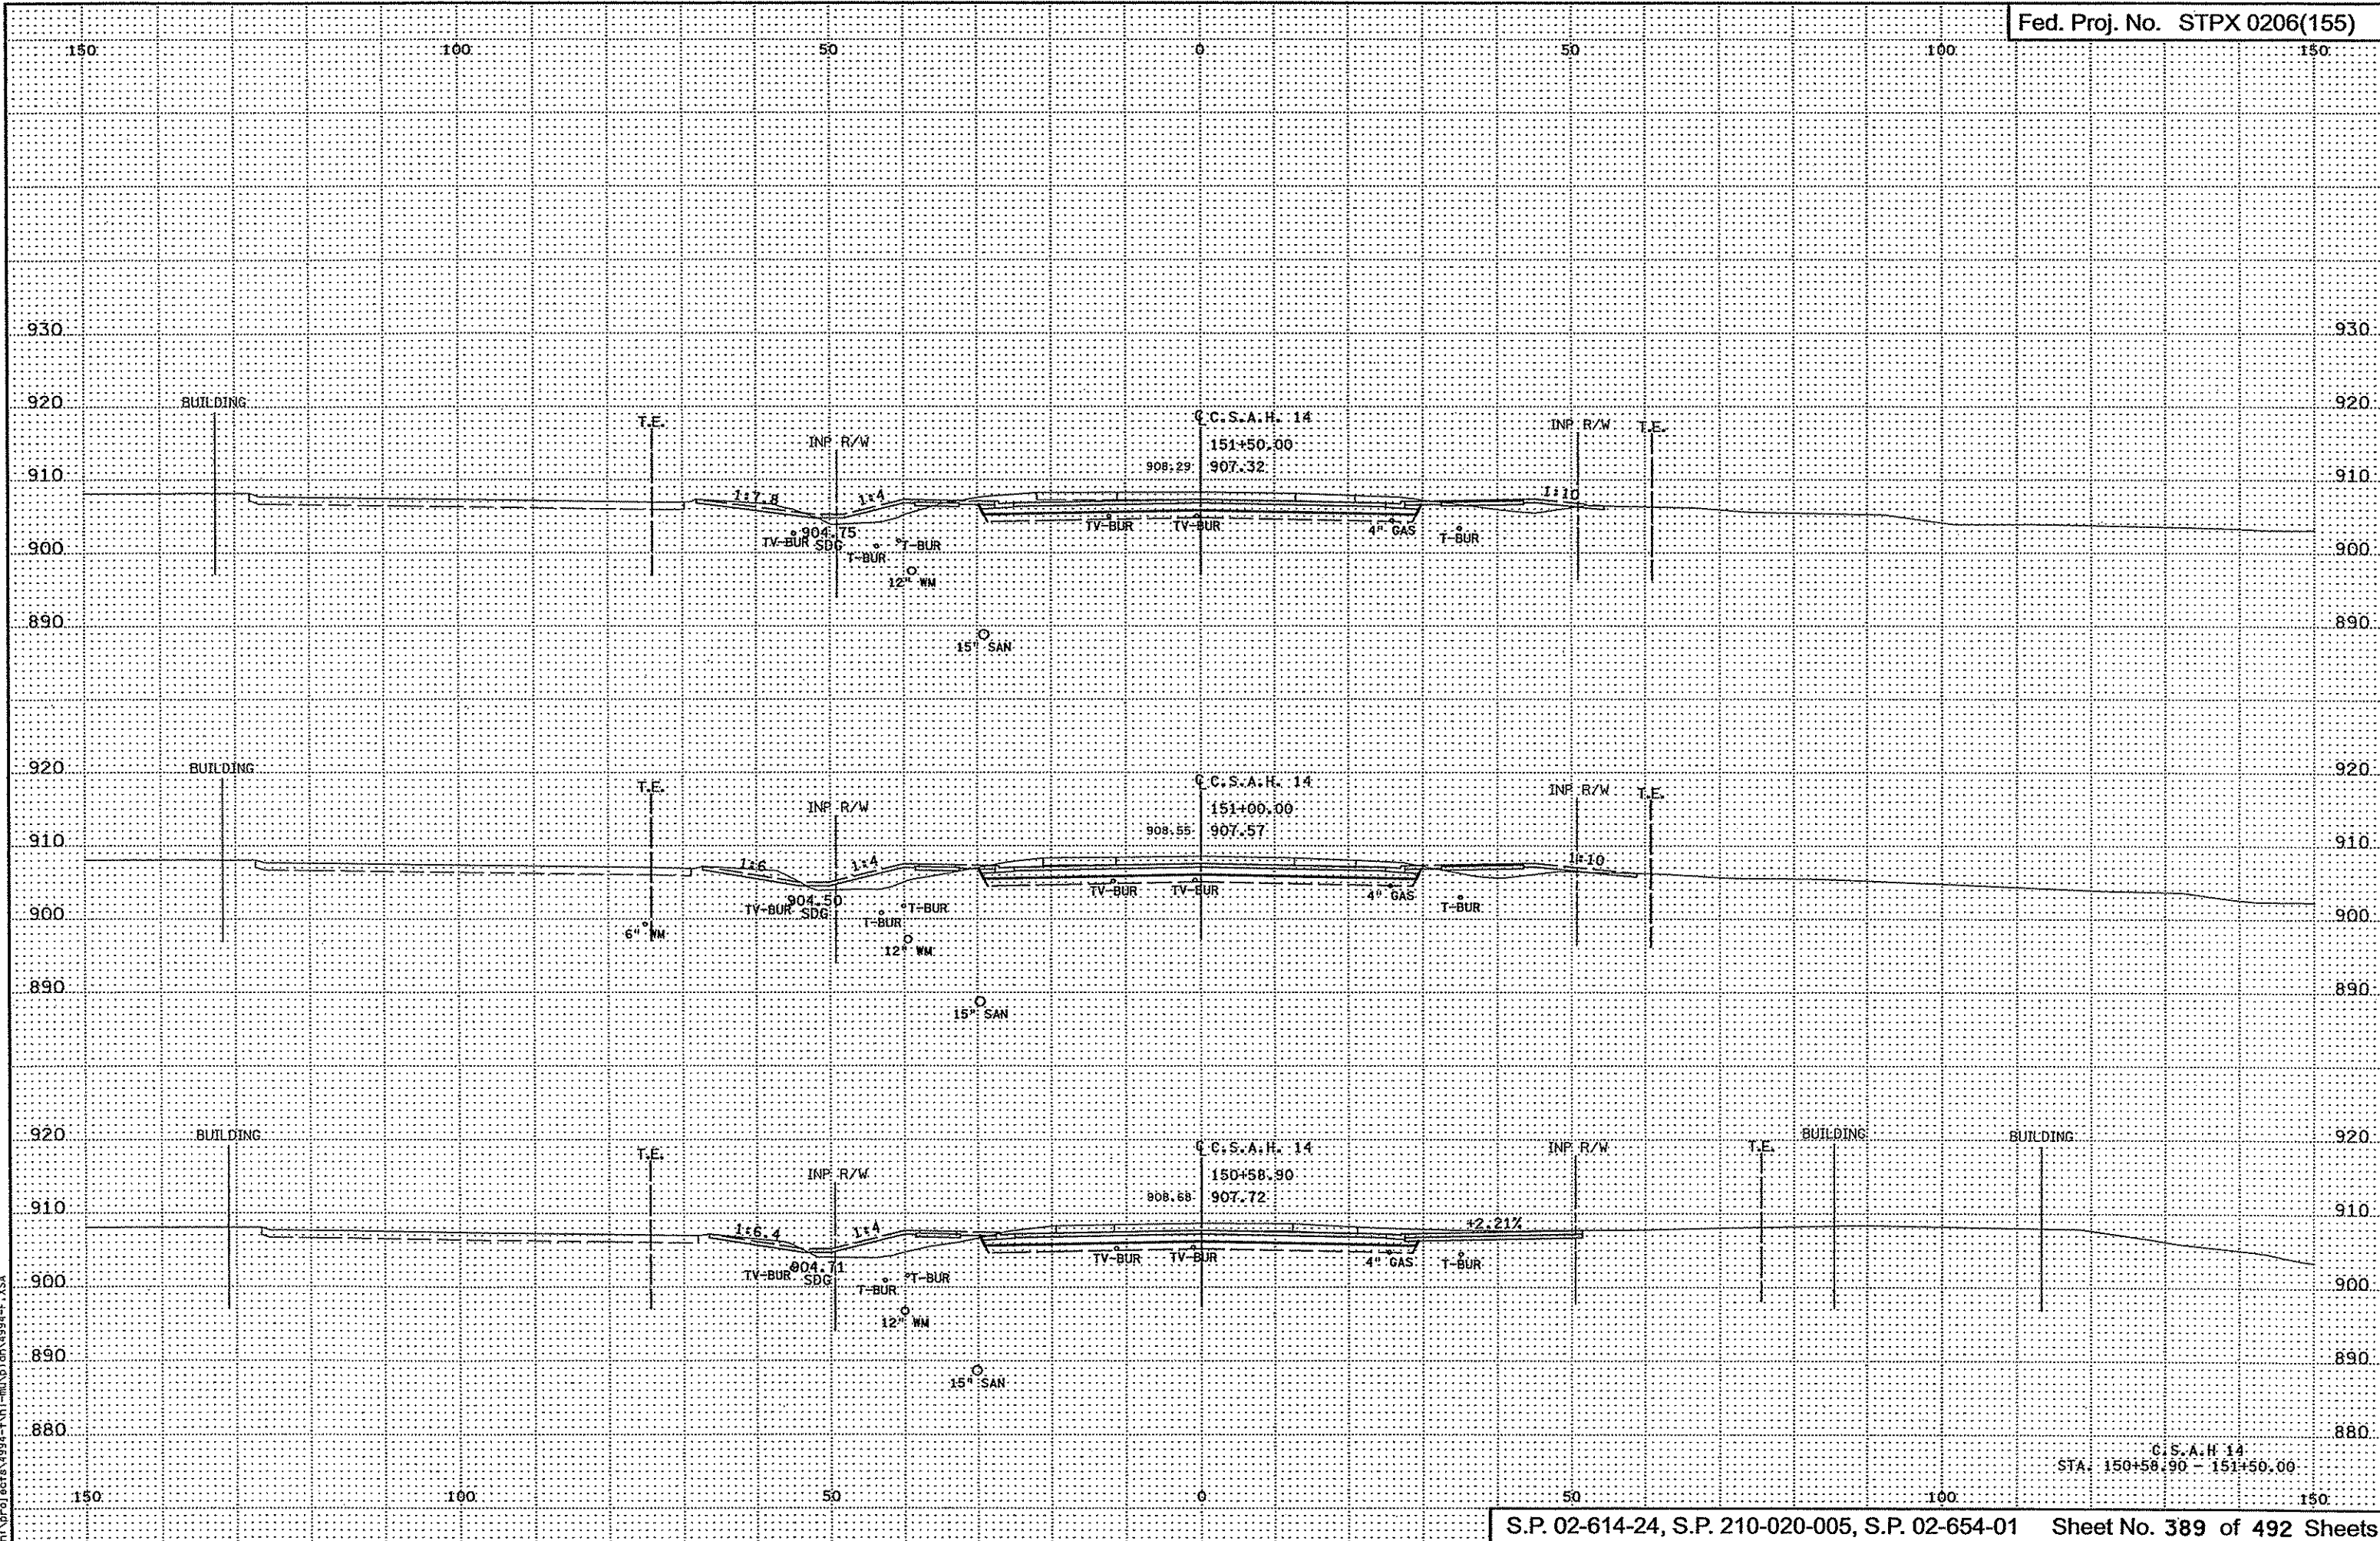 Fed. Proj. No. STPX 0206(155)
150 100 50 0 50 100 150
930 930
920 BUILDING T.E. INP R/W ℄ C.S.A.H. 14 INP R/W T.E. 920
151+50.00
908.29 907.32
910 1:7.8 1:4 1:10 910
TV-BUR 904.75 SDG T-BUR T-BUR TV-BUR TV-BUR 4" GAS T-BUR
900 900
12" WM
890 890
15" SAN
920 BUILDING T.E. INP R/W ℄ C.S.A.H. 14 INP R/W T.E. 920
151+00.00
908.55 907.57
910 1:6 1:4 1:10 910
TV-BUR 904.50 SDG T-BUR T-BUR TV-BUR TV-BUR 4" GAS T-BUR
900 900
6" WM 12" WM
890 890
15" SAN
920 BUILDING T.E. INP R/W ℄ C.S.A.H. 14 INP R/W T.E. BUILDING BUILDING 920
150+58.90
908.68 907.72
910 1:6.4 1:4 +2.21% 910
TV-BUR 904.71 SDG T-BUR T-BUR TV-BUR TV-BUR 4" GAS T-BUR
900 900
12" WM
890 890
15" SAN
880 880
C.S.A.H 14
STA. 150+58.90 - 151+50.00
150 100 50 0 50 100 150
S.P. 02-614-24, S.P. 210-020-005, S.P. 02-654-01 Sheet No. 389 of 492 Sheets